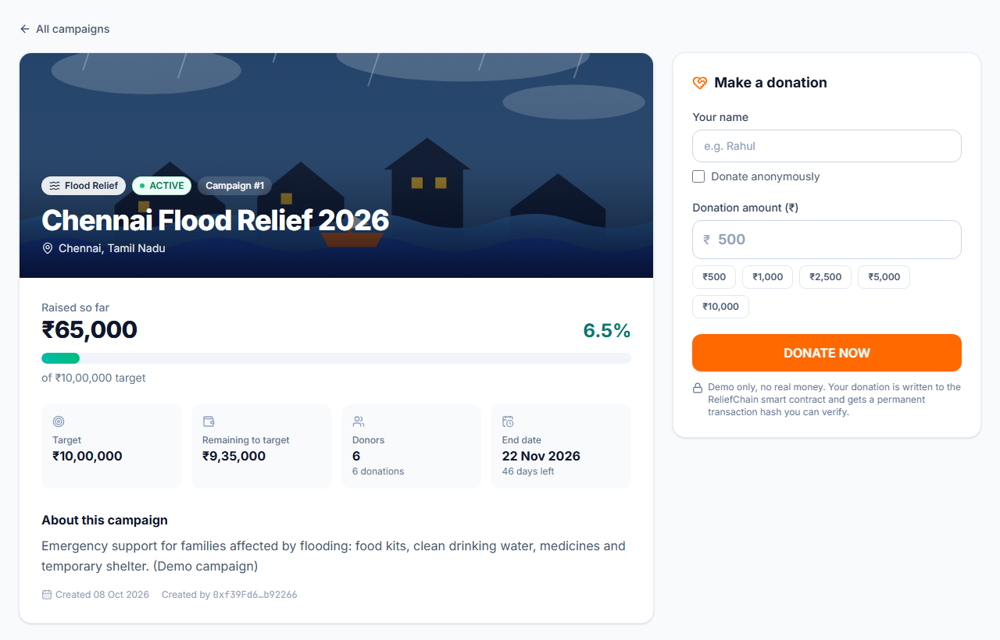 All campaigns
Flood Relief
ACTIVE
Campaign #1
Chennai Flood Relief 2026
Chennai, Tamil Nadu
Raised so far
₹65,000
6.5%
of ₹10,00,000 target
Target
₹10,00,000
Remaining to target
₹9,35,000
Donors
6
6 donations
End date
22 Nov 2026
46 days left
About this campaign
Emergency support for families affected by flooding: food kits, clean drinking water, medicines and
temporary shelter. (Demo campaign)
Created 08 Oct 2026 Created by 0xf39Fd6…b92266
Make a donation
Your name
e.g. Rahul
Donate anonymously
Donation amount (₹)
₹ 500
₹500 ₹1,000 ₹2,500 ₹5,000
₹10,000
DONATE NOW
Demo only, no real money. Your donation is written to the
ReliefChain smart contract and gets a permanent
transaction hash you can verify.